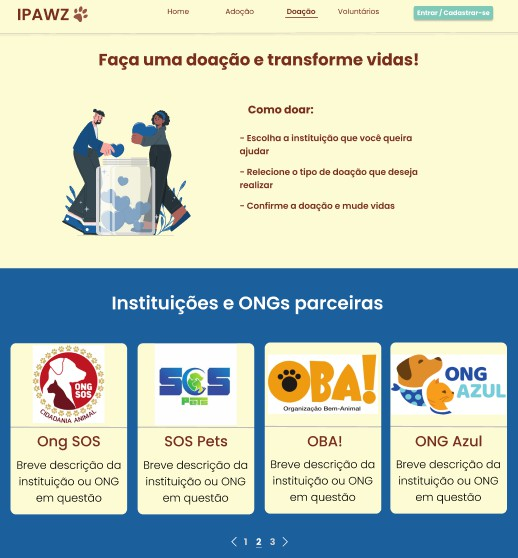 IPAWZ
Home Adoção Doação Voluntários Entrar / Cadastrar-se
Faça uma doação e transforme vidas!
Como doar:
- Escolha a instituição que você queira
ajudar
- Relecione o tipo de doação que deseja
realizar
- Confirme a doação e mude vidas
Instituições e ONGs parceiras
ONG
SOS
CIDADANIA ANIMAL
Ong SOS
Breve descrição da
instituição ou ONG
em questão
SOS
Pets
SOS Pets
Breve descrição da
instituição ou ONG
em questão
OBA!
Organização Bem-Animal
OBA!
Breve descrição da
instituição ou ONG
em questão
ONG
AZUL
ONG Azul
Breve descrição da
instituição ou ONG
em questão
1 2 3